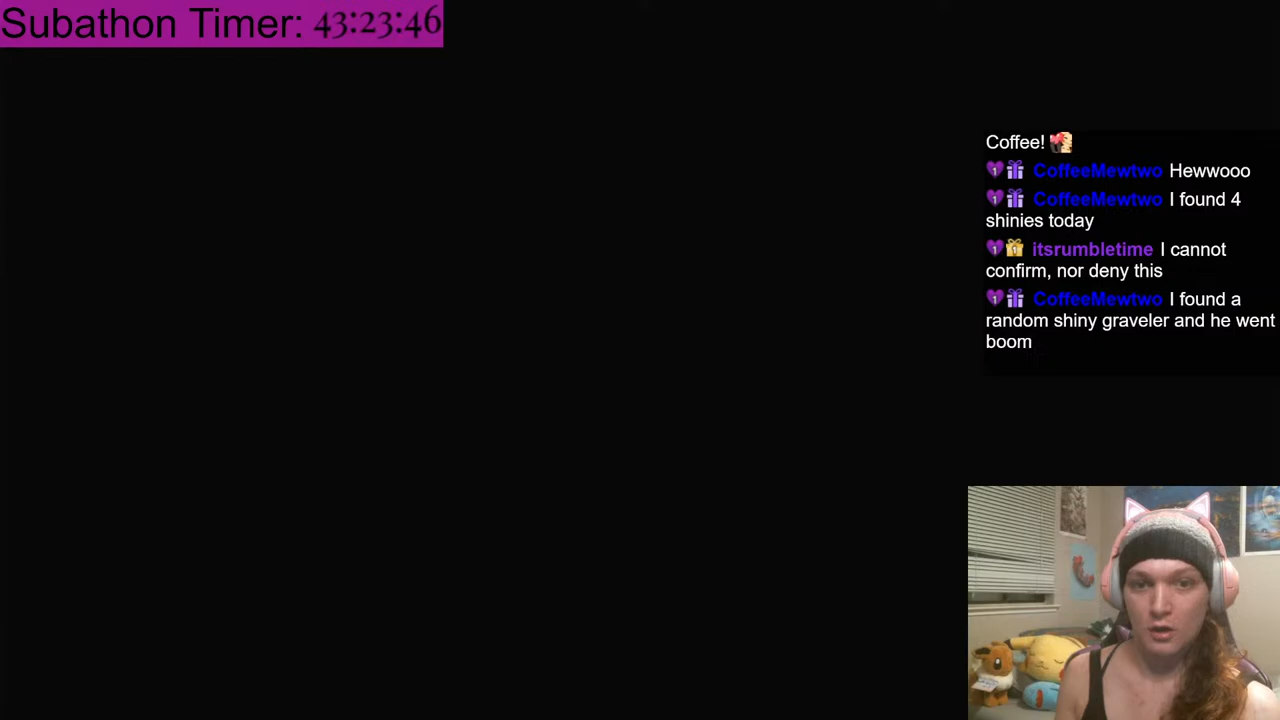 Subathon Timer: 43:23:46
Coffee!
CoffeeMewtwo Hewwooo
CoffeeMewtwo I found 4
shinies today
itsrumbletime I cannot
confirm, nor deny this
CoffeeMewtwo I found a
random shiny graveler and he went
boom